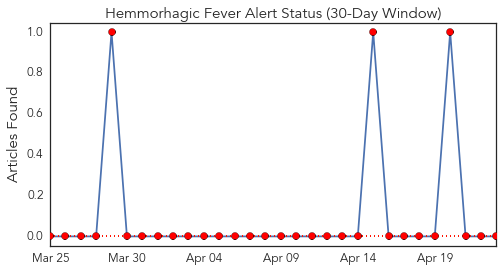 Hemmorhagic Fever Alert Status (30-Day Window)
Articles Found
1.0
0.8
0.6
0.4
0.2
0.0
Mar 25 Mar 30 Apr 04 Apr 09 Apr 14 Apr 19